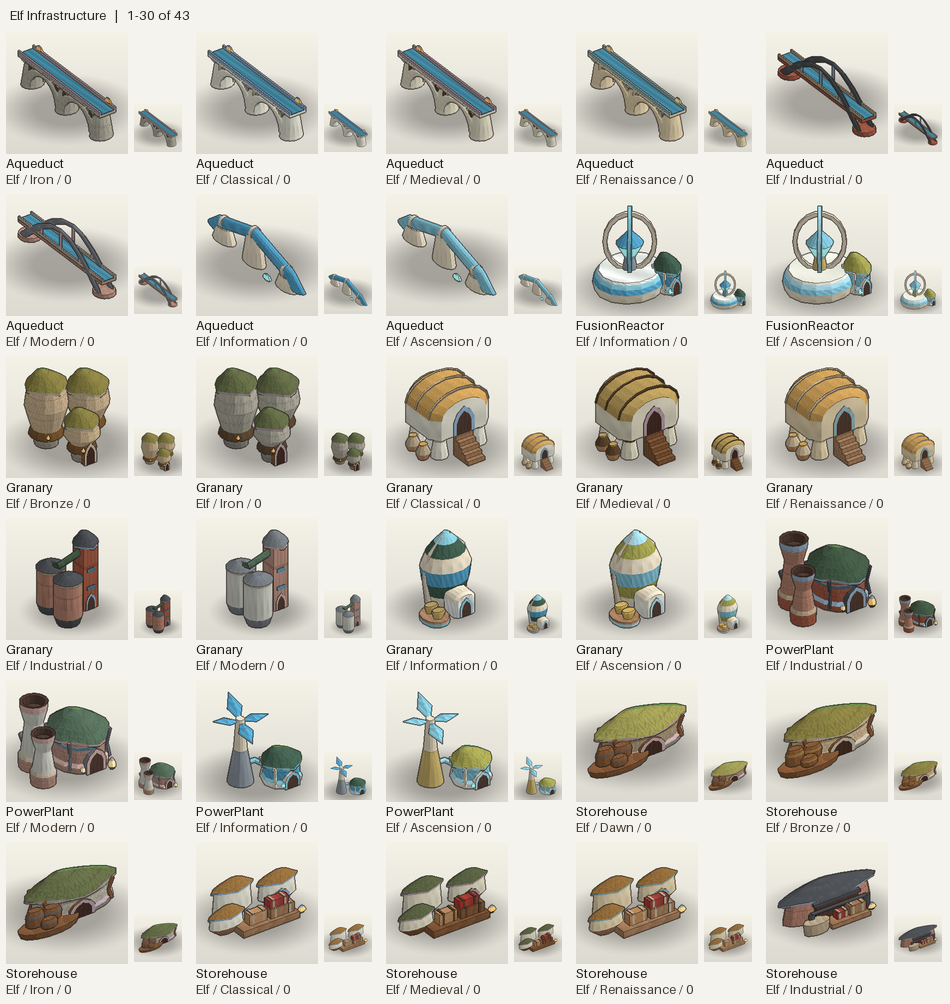 Elf Infrastructure | 1-30 of 43
Aqueduct
Elf / Iron / 0
Aqueduct
Elf / Classical / 0
Aqueduct
Elf / Medieval / 0
Aqueduct
Elf / Renaissance / 0
Aqueduct
Elf / Industrial / 0
Aqueduct
Elf / Modern / 0
Aqueduct
Elf / Information / 0
Aqueduct
Elf / Ascension / 0
FusionReactor
Elf / Information / 0
FusionReactor
Elf / Ascension / 0
Granary
Elf / Bronze / 0
Granary
Elf / Iron / 0
Granary
Elf / Classical / 0
Granary
Elf / Medieval / 0
Granary
Elf / Renaissance / 0
Granary
Elf / Industrial / 0
Granary
Elf / Modern / 0
Granary
Elf / Information / 0
Granary
Elf / Ascension / 0
PowerPlant
Elf / Industrial / 0
PowerPlant
Elf / Modern / 0
PowerPlant
Elf / Information / 0
PowerPlant
Elf / Ascension / 0
Storehouse
Elf / Dawn / 0
Storehouse
Elf / Bronze / 0
Storehouse
Elf / Iron / 0
Storehouse
Elf / Classical / 0
Storehouse
Elf / Medieval / 0
Storehouse
Elf / Renaissance / 0
Storehouse
Elf / Industrial / 0